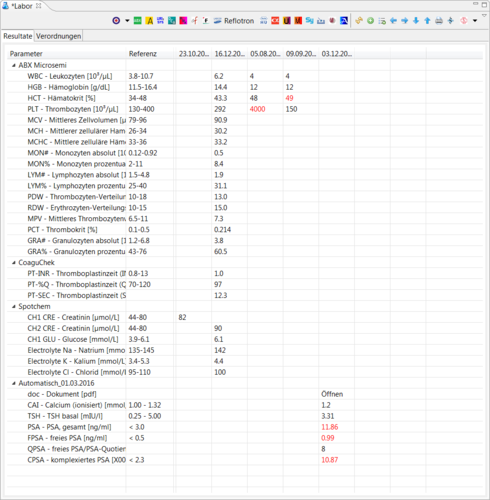 *Labor
Reflotron
Resultate Verordnungen
Parameter Referenz 23.10.20... 16.12.20... 05.08.20... 09.09.20... 03.12.20...
ABX Microsemi
WBC - Leukozyten [10³/µL] 3.8-10.7 6.2 4 4
HGB - Hämoglobin [g/dL] 11.5-16.4 14.4 12 12
HCT - Hämatokrit [%] 34-48 43.3 48 49
PLT - Thrombozyten [10³/µL] 130-400 292 4000 150
MCV - Mittleres Zellvolumen [µ 79-96 90.9
MCH - Mittlerer zellulärer Ham 26-34 30.2
MCHC - Mittlere zelluläre Häm 33-36 33.2
MON# - Monozyten absolut [1( 0.12-0.92 0.5
MON% - Monozyten prozentua 2-11 8.4
LYM# - Lymphozyten absolut [1 1.5-4.8 1.9
LYM% - Lymphozyten prozenta 25-40 31.1
PDW - Thrombozyten-Verteilun 10-18 13.0
RDW - Erythrozyten-Verteilungs 10-15 15.0
MPV - Mittleres Thrombozytenv 6.5-11 7.3
PCT - Thrombokrit [%] 0.1-0.5 0.214
GRA# - Granulozyten absolut [1 1.2-6.8 3.8
GRA% - Granulozyten prozentua 43-76 60.5
CoaguChek
PT-INR - Thromboplastinzeit (IN 0.8-13 1.0
PT-%Q - Thromboplastinzeit (Q 70-120 97
PT-SEC - Thromboplastinzeit (S 12.3
Spotchem
CH1 CRE - Creatinin [µmol/L] 44-80 82
CH2 CRE - Creatinin [µmol/L] 44-80 90
CH1 GLU - Glucose [mmol/L] 3.9-6.1 6.1
Electrolyte Na - Natrium [mmo 135-145 142
Electrolyte K - Kalium [mmol/L 3.4-5.3 4.4
Electrolyte Cl - Chlorid [mmol/L 95-110 100
Automatisch_01.03.2016
doc - Dokument [pdf] Öffnen
CAI - Calcium (ionisiert) [mmol 1.00 - 1.32 1.2
TSH - TSH basal [mIU/l] 0.25 - 5.00 3.31
PSA - PSA, gesamt [ng/ml] < 3.0 11.86
FPSA - freies PSA [ng/ml] < 0.5 0.99
QPSA - freies PSA/PSA-Quotien 8
CPSA - komplexiertes PSA [X00 < 2.3 10.87